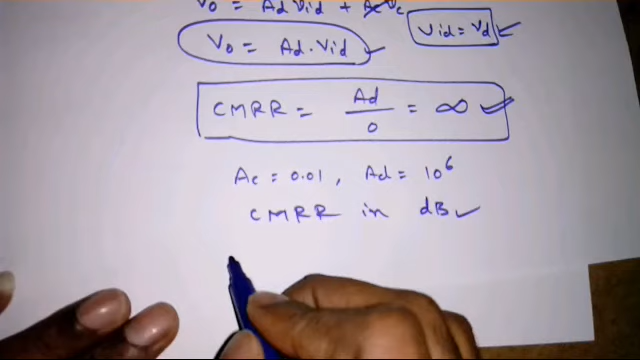 Vo = Ad Vid + Ac Vc
Vid = Vd
Vo = Ad . Vid
CMRR = Ad / 0 = ∞
Ac = 0.01, Ad = 10^6
CMRR in dB